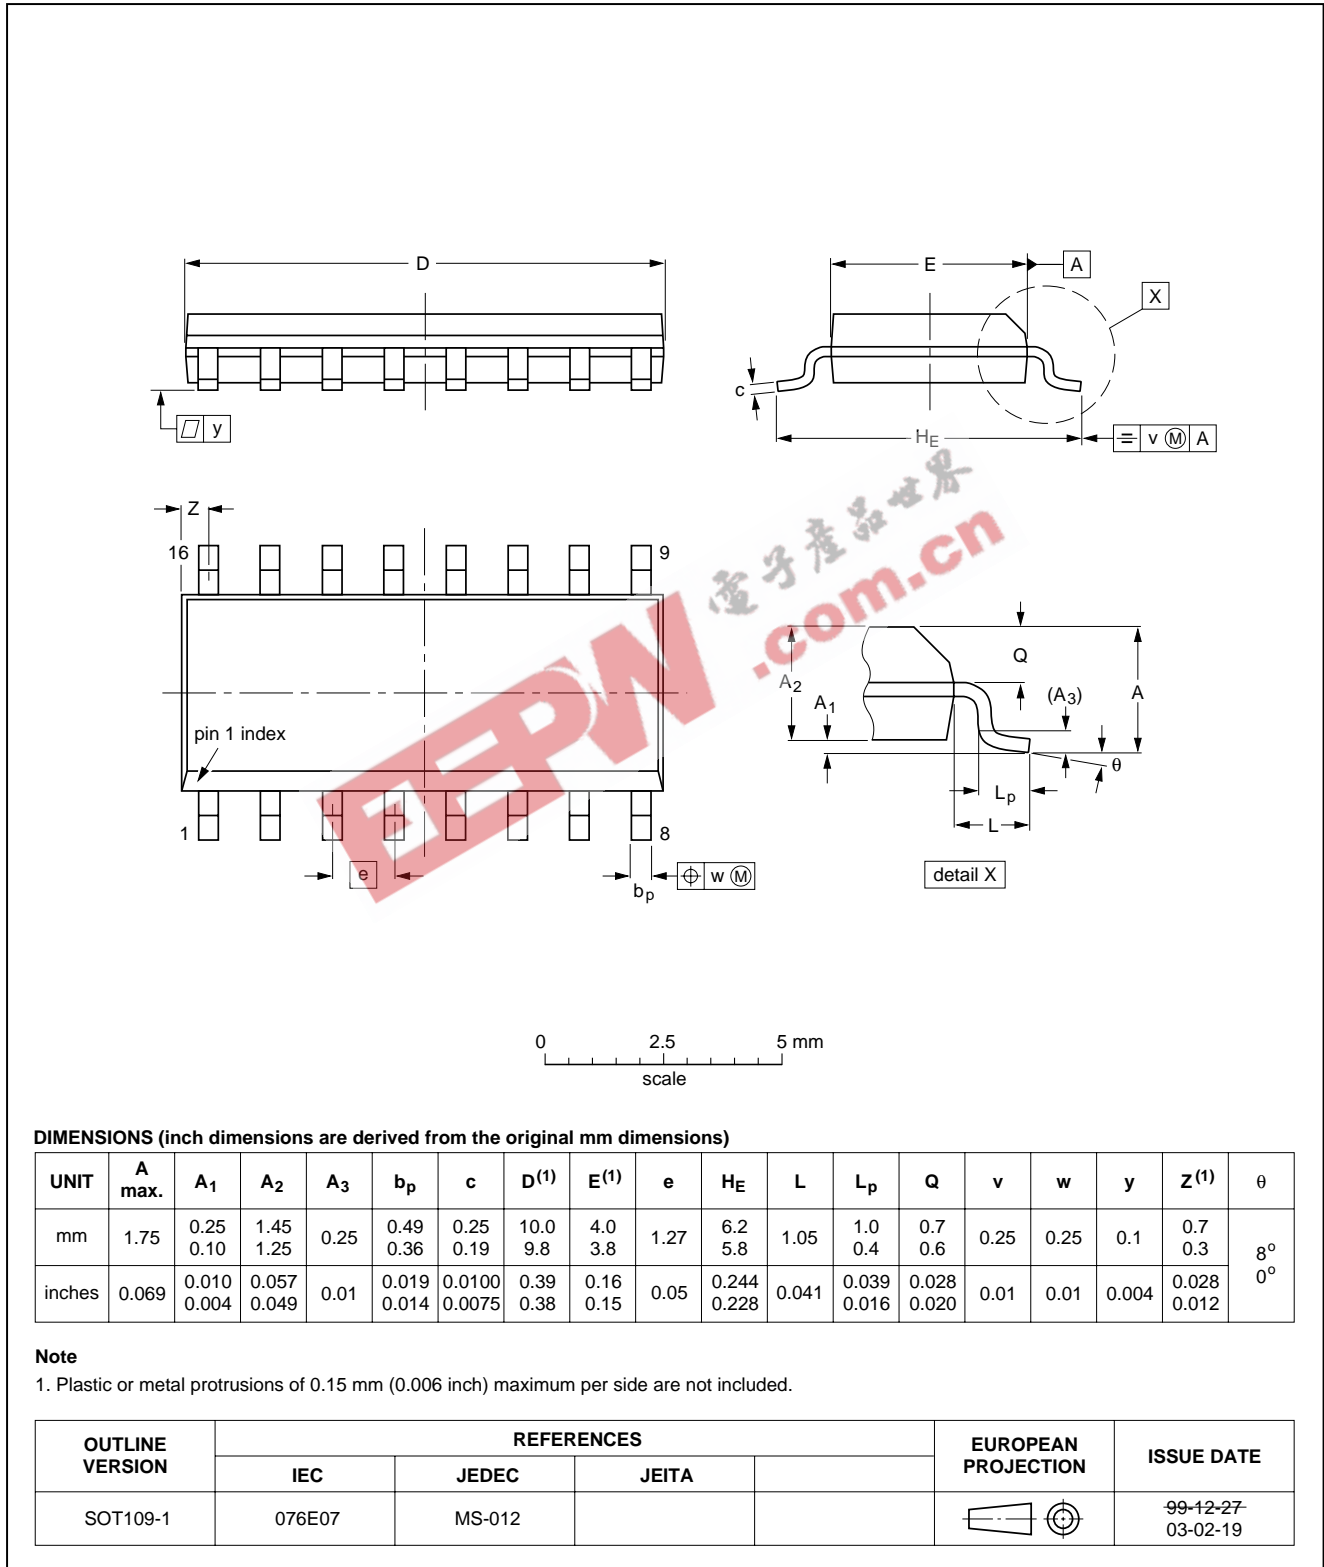 D
E
A
X
c
y
HE
v M A
Z
16
9
電子產品世界
.com.cn
EEPW
Q
A2
A1
(A3)
A
pin 1 index
θ
Lp
L
1
8
e
w M
bp
detail X
0 2.5 5 mm
scale
DIMENSIONS (inch dimensions are derived from the original mm dimensions)
UNIT A max. A1 A2 A3 bp c D(1) E(1) e HE L Lp Q v w y Z(1) θ
mm 1.75 0.25 0.10 1.45 1.25 0.25 0.49 0.36 0.25 0.19 10.0 9.8 4.0 3.8 1.27 6.2 5.8 1.05 1.0 0.4 0.7 0.6 0.25 0.25 0.1 0.7 0.3 8° 0°
inches 0.069 0.010 0.004 0.057 0.049 0.01 0.019 0.014 0.0100 0.0075 0.39 0.38 0.16 0.15 0.05 0.244 0.228 0.041 0.039 0.016 0.028 0.020 0.01 0.01 0.004 0.028 0.012
Note
1. Plastic or metal protrusions of 0.15 mm (0.006 inch) maximum per side are not included.
OUTLINE VERSION REFERENCES EUROPEAN PROJECTION ISSUE DATE
IEC JEDEC JEITA
SOT109-1 076E07 MS-012 99-12-27
03-02-19